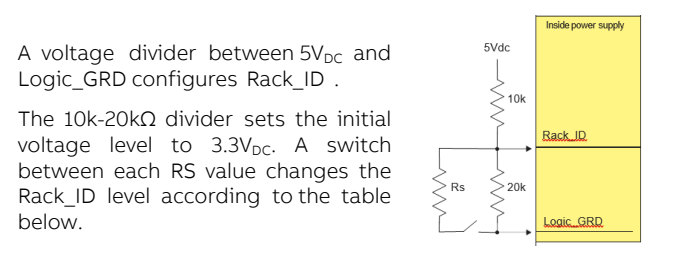 A voltage divider between 5VDC and
Logic_GRD configures Rack_ID .
The 10k-20kΩ divider sets the initial
voltage level to 3.3VDC. A switch
between each RS value changes the
Rack_ID level according to the table
below.
Inside power supply
5Vdc
10k
Rack_ID
Rs
20k
Logic_GRD